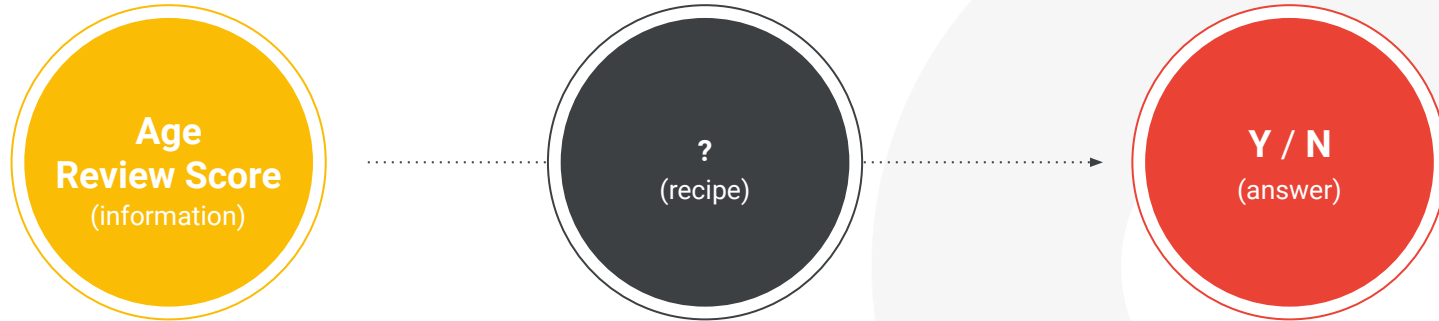 Age
Review Score
(information)
?
(recipe)
Y / N
(answer)